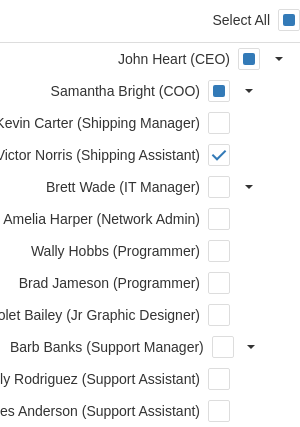 Select All
John Heart (CEO)
Samantha Bright (COO)
Kevin Carter (Shipping Manager)
Victor Norris (Shipping Assistant)
Brett Wade (IT Manager)
Amelia Harper (Network Admin)
Wally Hobbs (Programmer)
Brad Jameson (Programmer)
Bailey (Jr Graphic Designer)
Barb Banks (Support Manager)
Rodriguez (Support Assistant)
Anderson (Support Assistant)